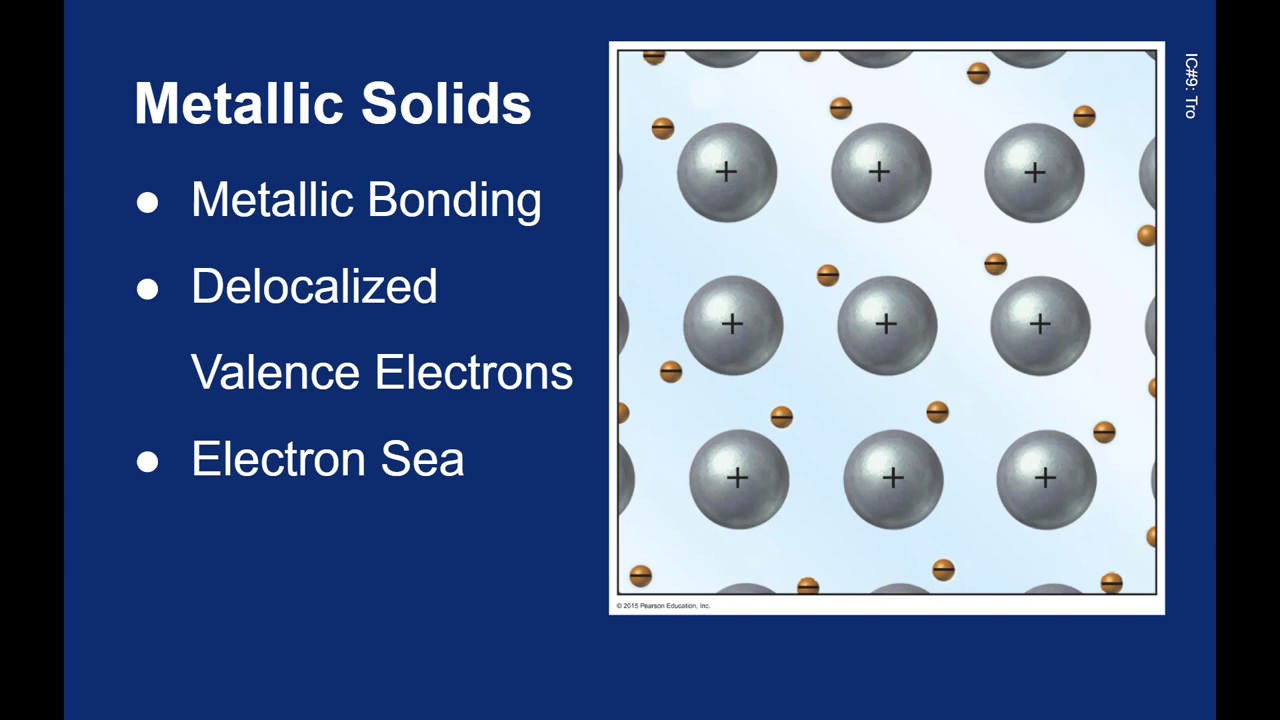 Metallic Solids
● Metallic Bonding
● Delocalized
Valence Electrons
● Electron Sea
+ + +
+ + +
+ + +
© 2015 Pearson Education, Inc.
IC#9: Tro